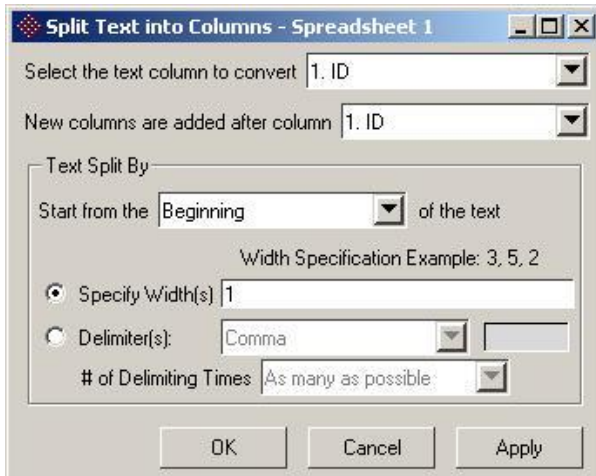 Split Text into Columns - Spreadsheet 1
Select the text column to convert 1. ID
New columns are added after column 1. ID
Text Split By
Start from the Beginning of the text
Width Specification Example: 3, 5, 2
Specify Width(s) 1
Delimiter(s): Comma
# of Delimiting Times As many as possible
OK Cancel Apply